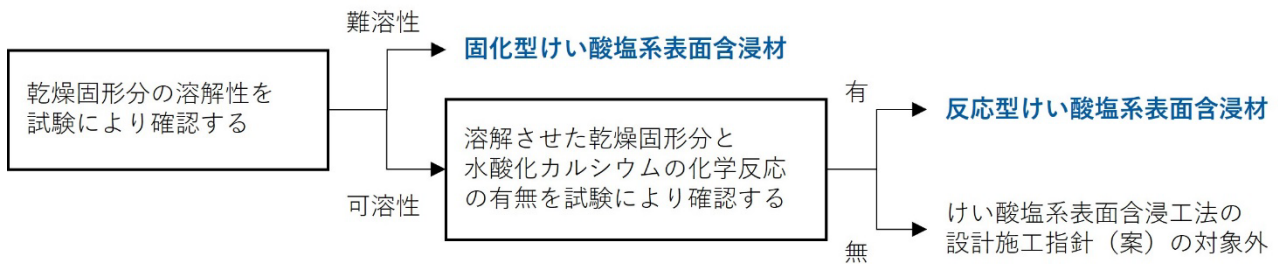 難溶性
固化型けい酸塩系表面含浸材
乾燥固形分の溶解性を
試験により確認する
可溶性
溶解させた乾燥固形分と
水酸化カルシウムの化学反応
の有無を試験により確認する
有
反応型けい酸塩系表面含浸材
無
けい酸塩系表面含浸工法の
設計施工指針（案）の対象外